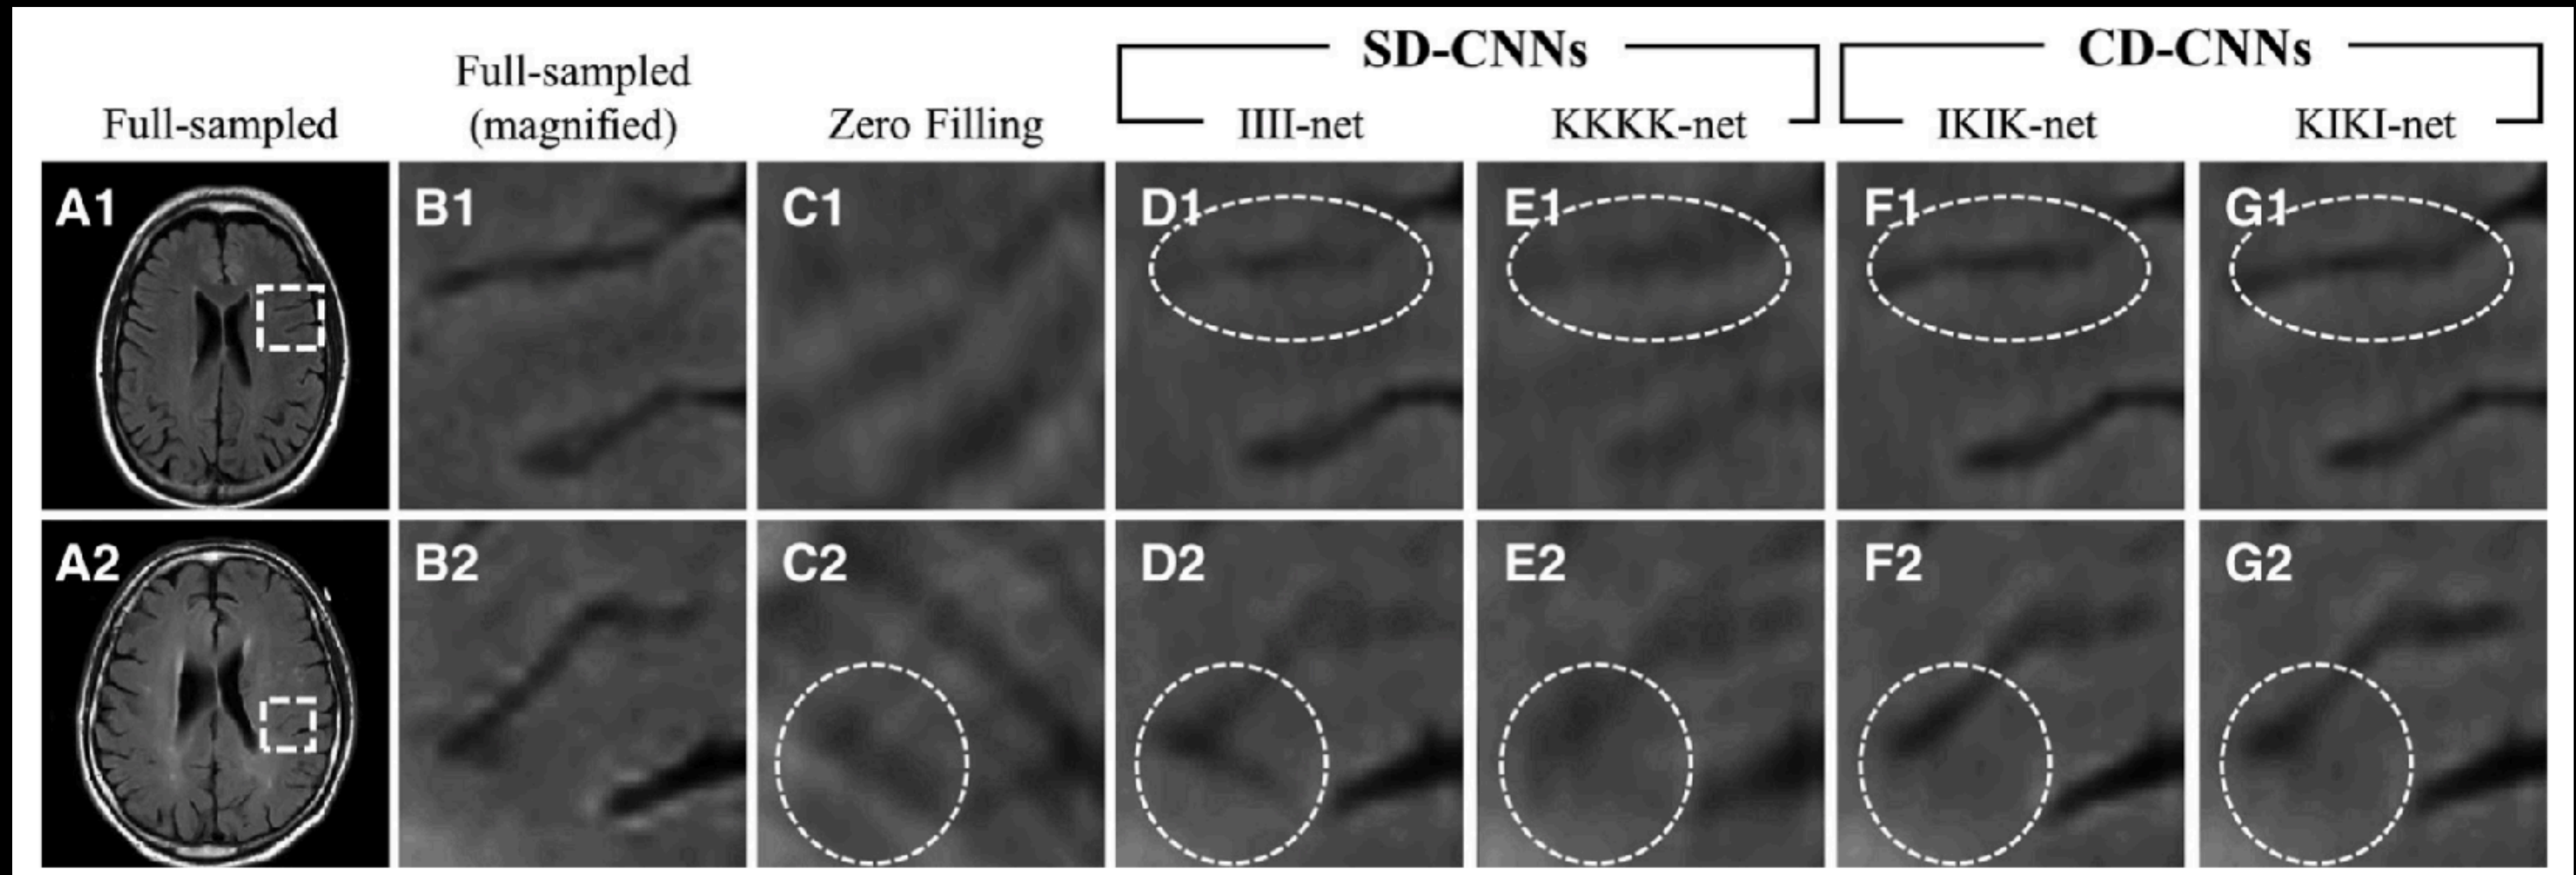 SD-CNNs
CD-CNNs
Full-sampled
Full-sampled
(magnified)
Zero Filling
IIII-net
KKKK-net
IKIK-net
KIKI-net
A1
B1
C1
D1
E1
F1
G1
A2
B2
C2
D2
E2
F2
G2